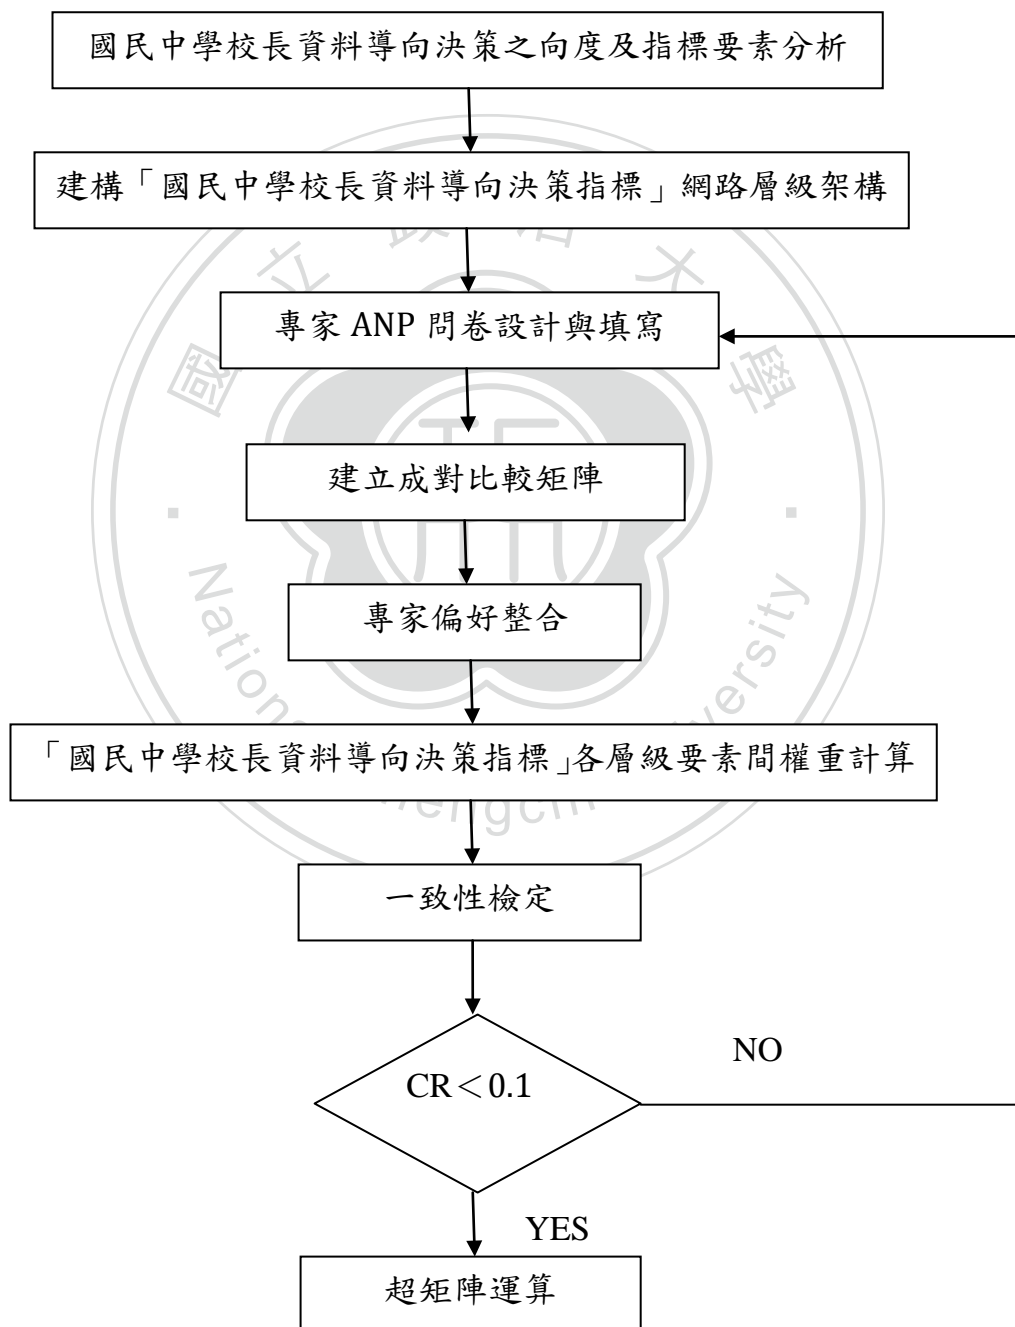 國民中學校長資料導向決策之向度及指標要素分析
建構「國民中學校長資料導向決策指標」網路層級架構
專家 ANP 問卷設計與填寫
建立成對比較矩陣
專家偏好整合
「國民中學校長資料導向決策指標」各層級要素間權重計算
一致性檢定
CR＜0.1
NO
YES
超矩陣運算